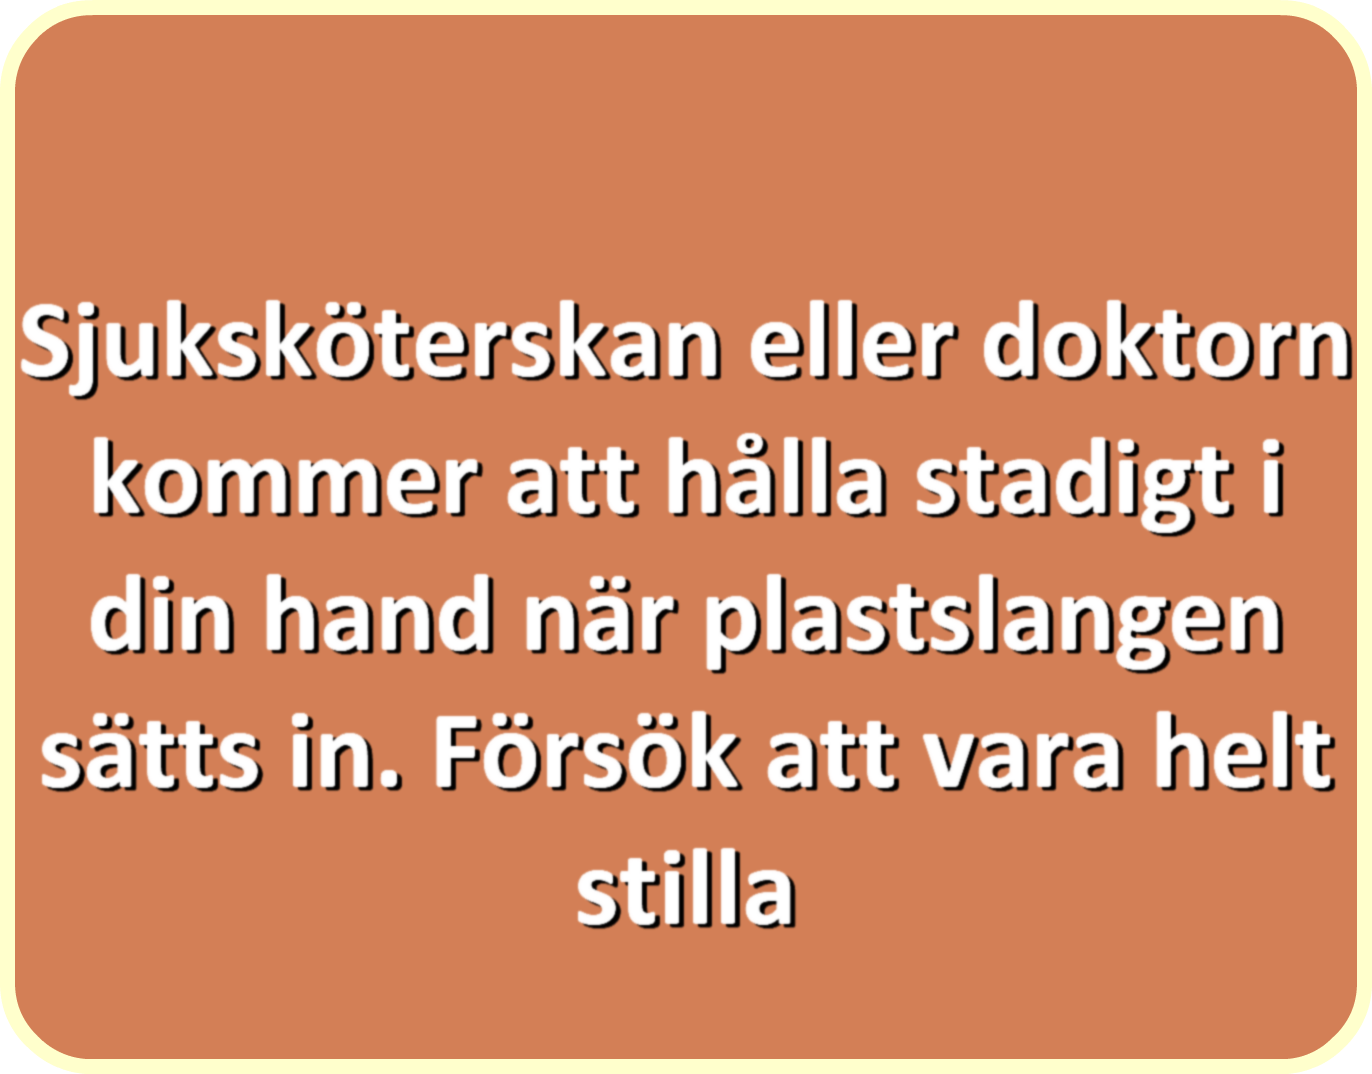 Sjuksköterskan eller doktorn
kommer att hålla stadigt i
din hand när plastslangen
sätts in. Försök att vara helt
stilla